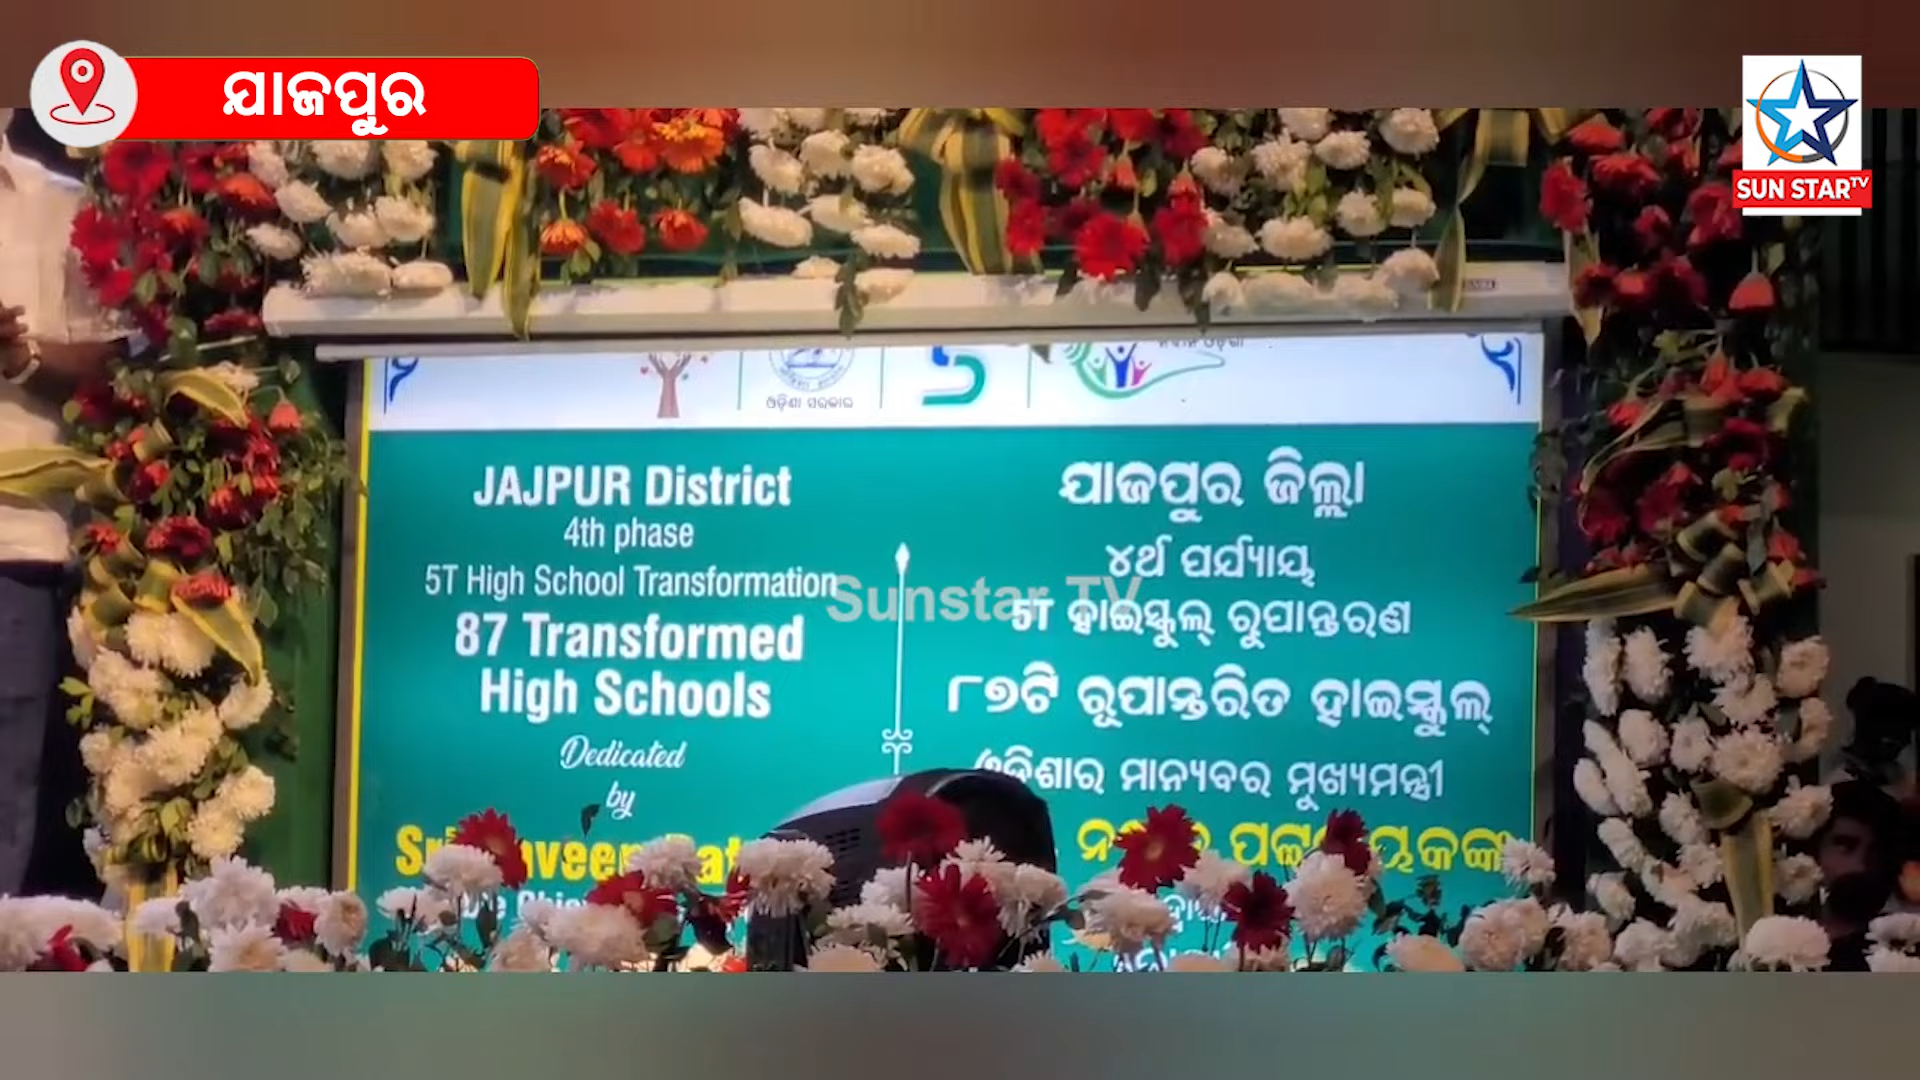 ଯାଜପୁର
SUN STAR TV
ଓଡ଼ିଶା ସରକାର
JAJPUR District
4th phase
5T High School Transformation
87 Transformed
High Schools
Dedicated
by
ଯାଜପୁର ଜିଲ୍ଲା
୪ର୍ଥ ପର୍ଯ୍ୟାୟ
5T ହାଇସ୍କୁଲ୍ ରୁପାନ୍ତରଣ
୮୭ଟି ରୂପାନ୍ତରିତ ହାଇସ୍କୁଲ୍
ଓଡିଶାର ମାନ୍ୟବର ମୁଖ୍ୟମନ୍ତ୍ରୀ
Sunstar TV